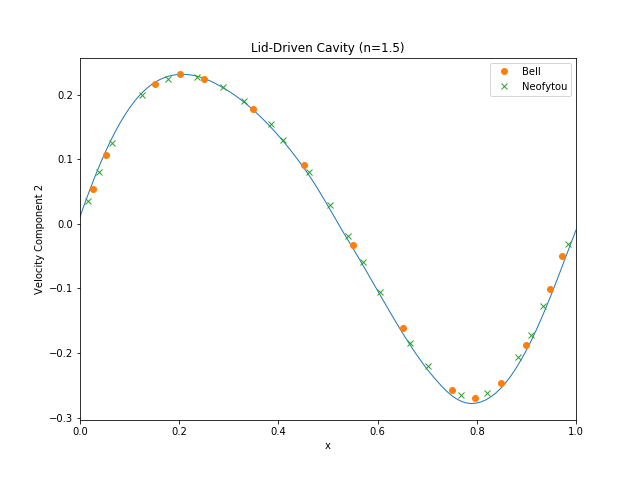 Lid-Driven Cavity (n=1.5)
Bell
Neofytou
Velocity Component 2
0.2
0.1
0.0
−0.1
−0.2
−0.3
0.0 0.2 0.4 0.6 0.8 1.0
x